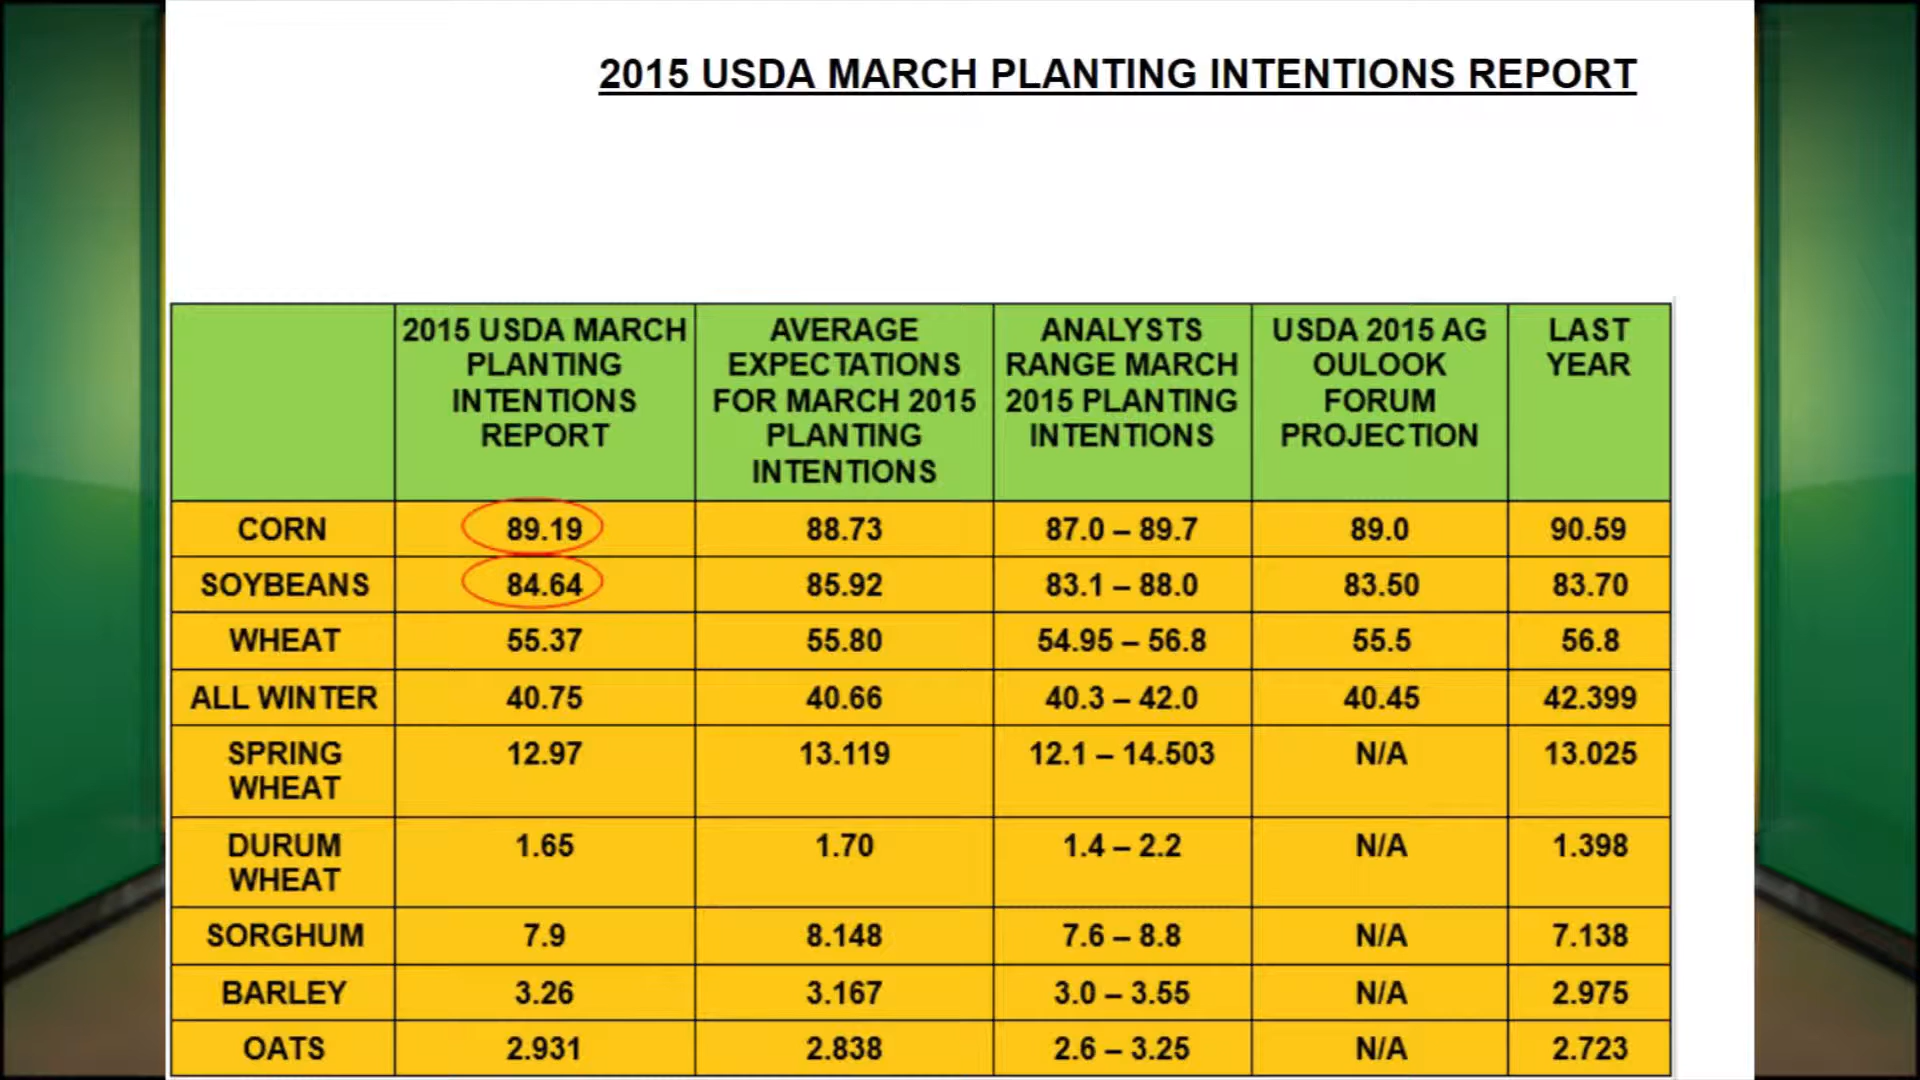 2015 USDA MARCH PLANTING INTENTIONS REPORT
2015 USDA MARCH PLANTING INTENTIONS REPORT
AVERAGE EXPECTATIONS FOR MARCH 2015 PLANTING INTENTIONS
ANALYSTS RANGE MARCH 2015 PLANTING INTENTIONS
USDA 2015 AG OULOOK FORUM PROJECTION
LAST YEAR
CORN 89.19 88.73 87.0 – 89.7 89.0 90.59
SOYBEANS 84.64 85.92 83.1 – 88.0 83.50 83.70
WHEAT 55.37 55.80 54.95 – 56.8 55.5 56.8
ALL WINTER 40.75 40.66 40.3 – 42.0 40.45 42.399
SPRING WHEAT 12.97 13.119 12.1 – 14.503 N/A 13.025
DURUM WHEAT 1.65 1.70 1.4 – 2.2 N/A 1.398
SORGHUM 7.9 8.148 7.6 – 8.8 N/A 7.138
BARLEY 3.26 3.167 3.0 – 3.55 N/A 2.975
OATS 2.931 2.838 2.6 – 3.25 N/A 2.723